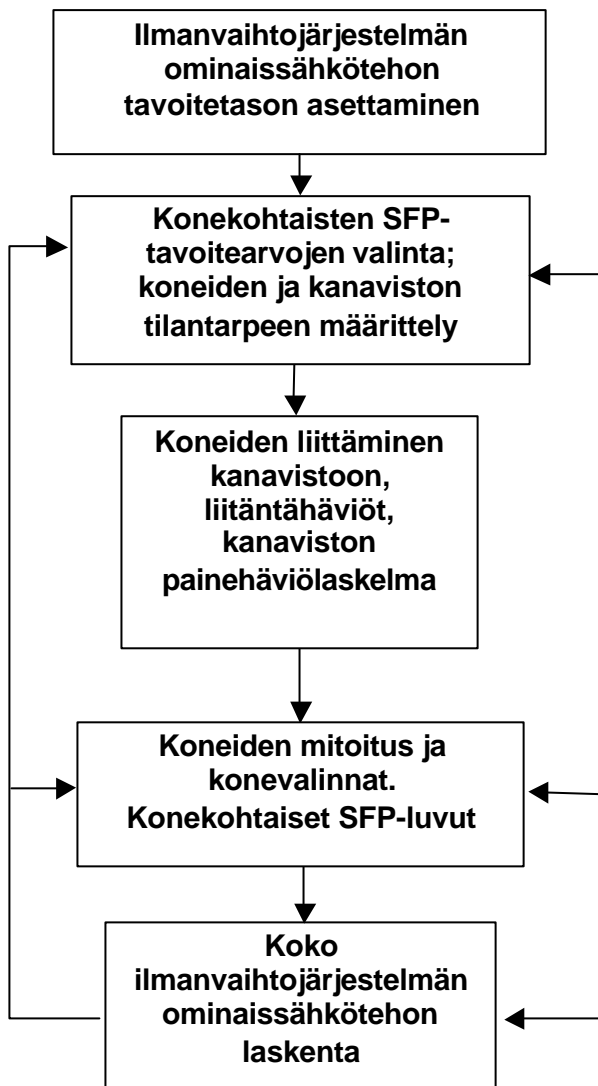 Ilmanvaihtojärjestelmän
ominaissähkötehon
tavoitetason asettaminen
Konekohtaisten SFP-
tavoitearvojen valinta;
koneiden ja kanaviston
tilantarpeen määrittely
Koneiden liittäminen
kanavistoon,
liitäntähäviöt,
kanaviston
painehäviölaskelma
Koneiden mitoitus ja
konevalinnat.
Konekohtaiset SFP-luvut
Koko
ilmanvaihtojärjestelmän
ominaissähkötehon
laskenta